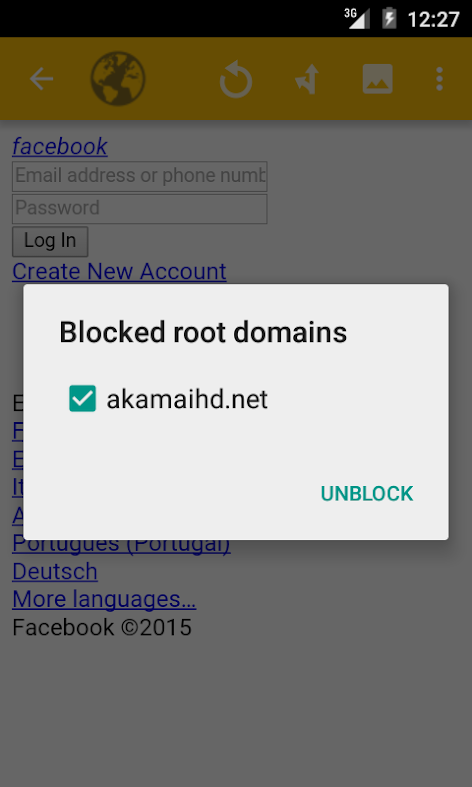 3G 12:27
facebook
Email address or phone numb
Password
Log In
Create New Account
Blocked root domains
akamaihd.net
UNBLOCK
E
F
E
It
A
Português (Portugal)
Deutsch
More languages…
Facebook ©2015